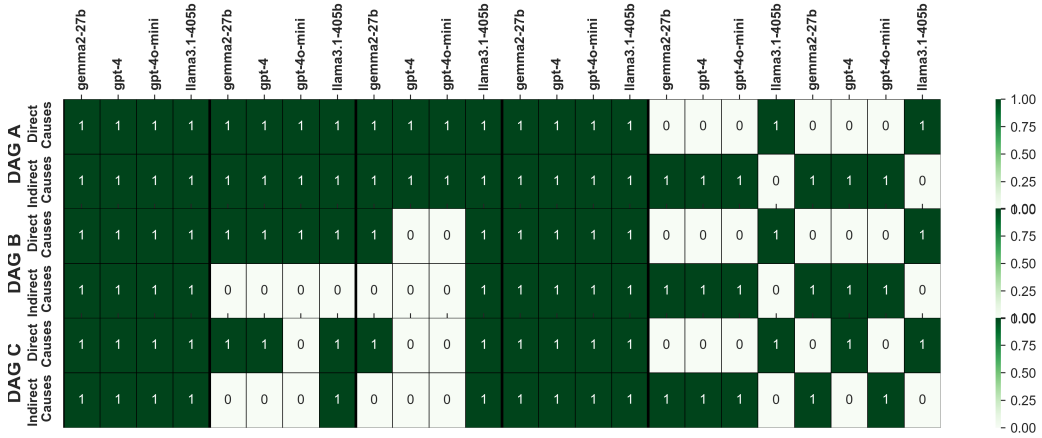 gemma2-27b gpt-4 gpt-4o-mini llama3.1-405b gemma2-27b gpt-4 gpt-4o-mini llama3.1-405b gemma2-27b gpt-4 gpt-4o-mini llama3.1-405b gemma2-27b gpt-4 gpt-4o-mini llama3.1-405b gemma2-27b gpt-4 gpt-4o-mini llama3.1-405b gemma2-27b gpt-4 gpt-4o-mini llama3.1-405b
DAG A
Direct
Causes
1 1 1 1 1 1 1 1 1 1 1 1 1 1 1 1 0 0 0 1 0 0 0 1
Indirect
Causes
1 1 1 1 1 1 1 1 1 1 1 1 1 1 1 1 1 1 1 0 1 1 1 0
DAG B
Direct
Causes
1 1 1 1 1 1 1 1 1 0 0 1 1 1 1 1 0 0 0 1 0 0 0 1
Indirect
Causes
1 1 1 1 0 0 0 0 0 0 0 1 1 1 1 1 1 1 1 0 1 1 1 0
DAG C
Direct
Causes
1 1 1 1 1 1 0 1 1 0 0 1 1 1 1 1 0 0 0 1 0 1 0 1
Indirect
Causes
1 1 1 1 0 0 0 1 0 0 0 1 1 1 1 1 1 1 1 0 1 0 1 0
1.00
0.75
0.50
0.25
0.00
1.00
0.75
0.50
0.25
0.00
1.00
0.75
0.50
0.25
0.00